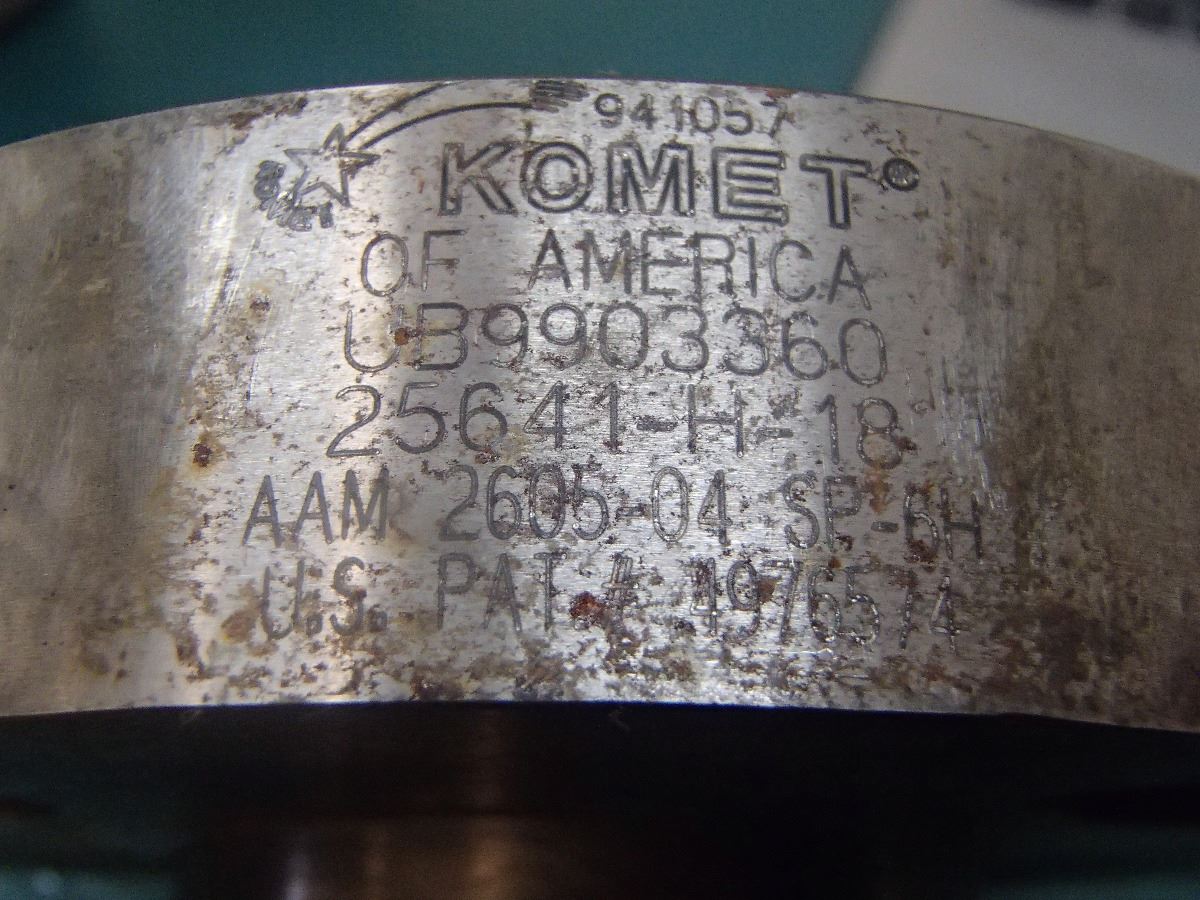 941057
KOMET®
OF AMERICA
UB9903360
25641-H-18
AAM 2605-04 SP-6H
U.S. PAT # 4976574